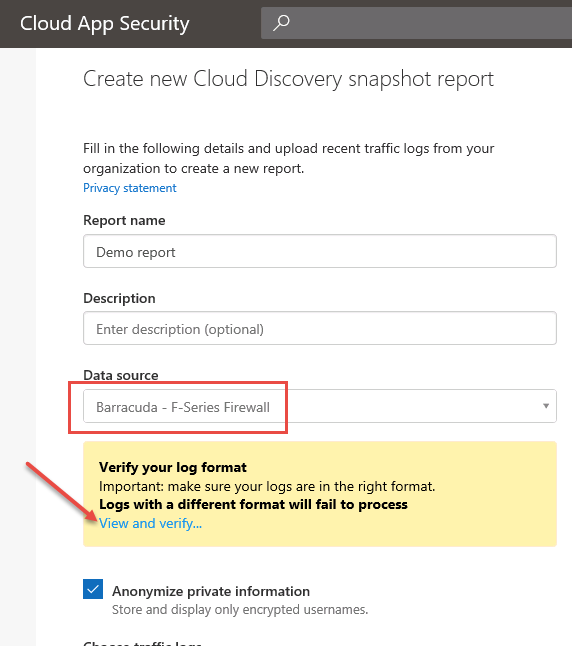 Cloud App Security
Create new Cloud Discovery snapshot report
Fill in the following details and upload recent traffic logs from your
organization to create a new report.
Privacy statement
Report name
Demo report
Description
Enter description (optional)
Data source
Barracuda - F-Series Firewall
Verify your log format
Important: make sure your logs are in the right format.
Logs with a different format will fail to process
View and verify...
Anonymize private information
Store and display only encrypted usernames.
Choose traffic logs